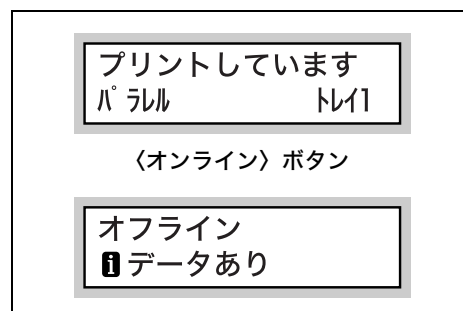 プリントしています
ﾊﾟﾗﾚﾙ ﾄﾚｲ1
〈オンライン〉ボタン
オフライン
iデータあり